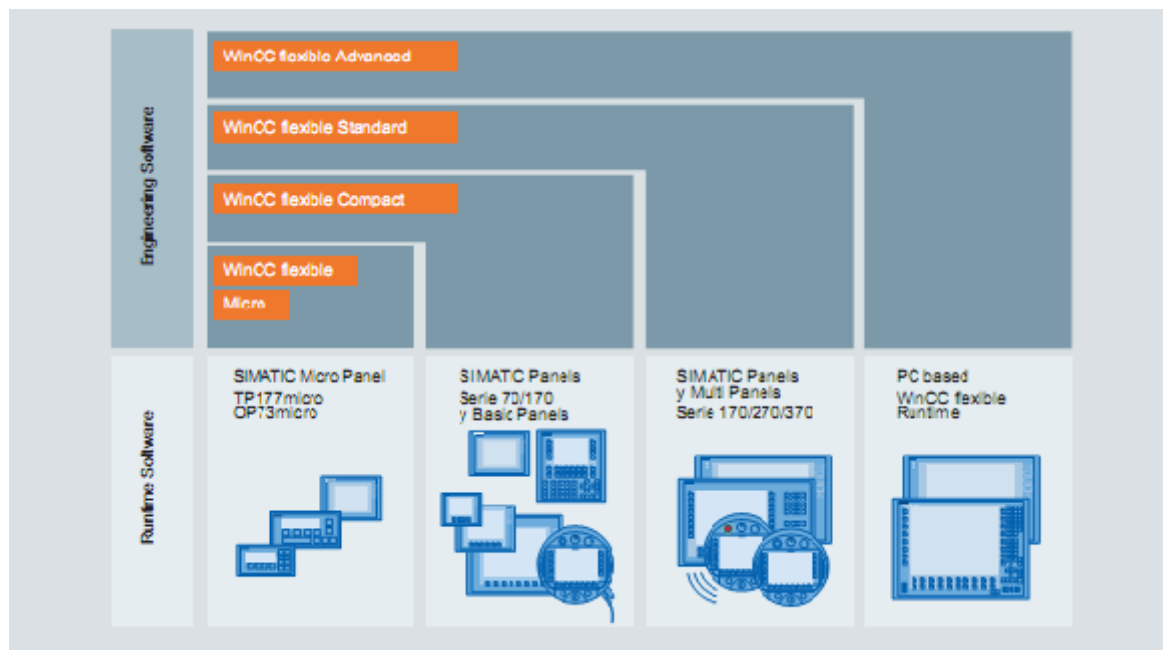 Engineering Software
WinCC flexible Advanced
WinCC flexible Standard
WinCC flexible Compact
WinCC flexible
Micro
Runtime Software
SIMATIC Micro Panel
TP177micro
OP73micro
SIMATIC Panels
Serie 70/170
y Basic Panels
SIMATIC Panels
y Multi Panels
Serie 170/270/370
PC based
WinCC flexible
Runtime